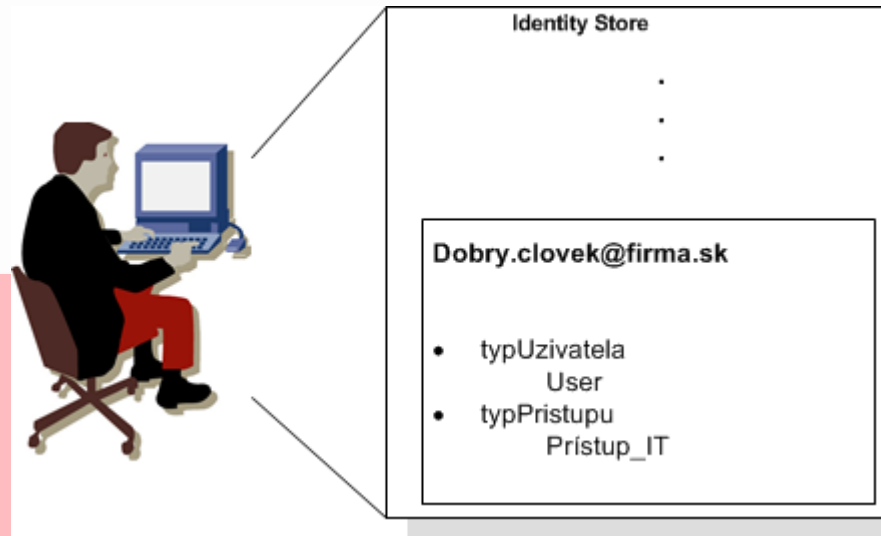 Identity Store
.
.
.
Dobry.clovek@firma.sk
• typUzivatela
User
• typPristupu
Prístup_IT